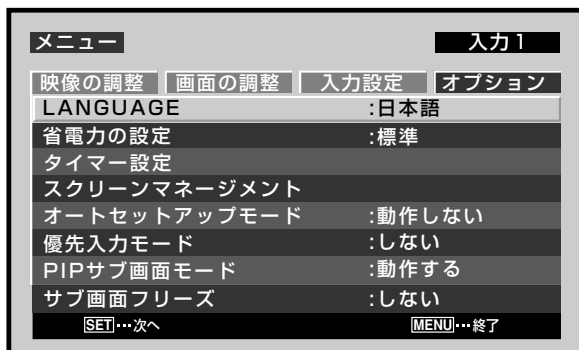 メニュー 入力1
映像の調整 画面の調整 入力設定 オプション
LANGUAGE :日本語
省電力の設定 :標準
タイマー設定
スクリーンマネージメント
オートセットアップモード :動作しない
優先入力モード :しない
PIPサブ画面モード :動作する
サブ画面フリーズ :しない
SET…次へ MENU…終了